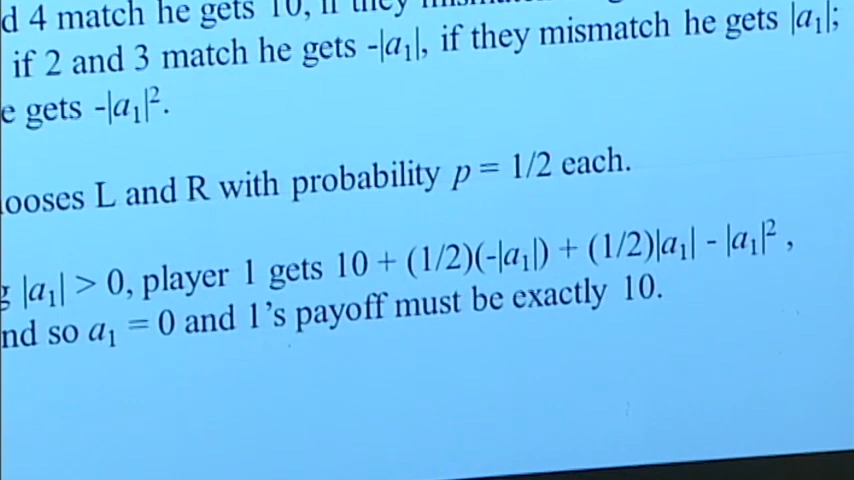 d 4 match he gets 10, if they
if 2 and 3 match he gets -|a₁|, if they mismatch he gets |a₁|;
e gets -|a₁|².
ooses L and R with probability p = 1/2 each.
|a₁| > 0, player 1 gets 10 + (1/2)(-|a₁|) + (1/2)|a₁| - |a₁|² ,
nd so a₁ = 0 and 1’s payoff must be exactly 10.